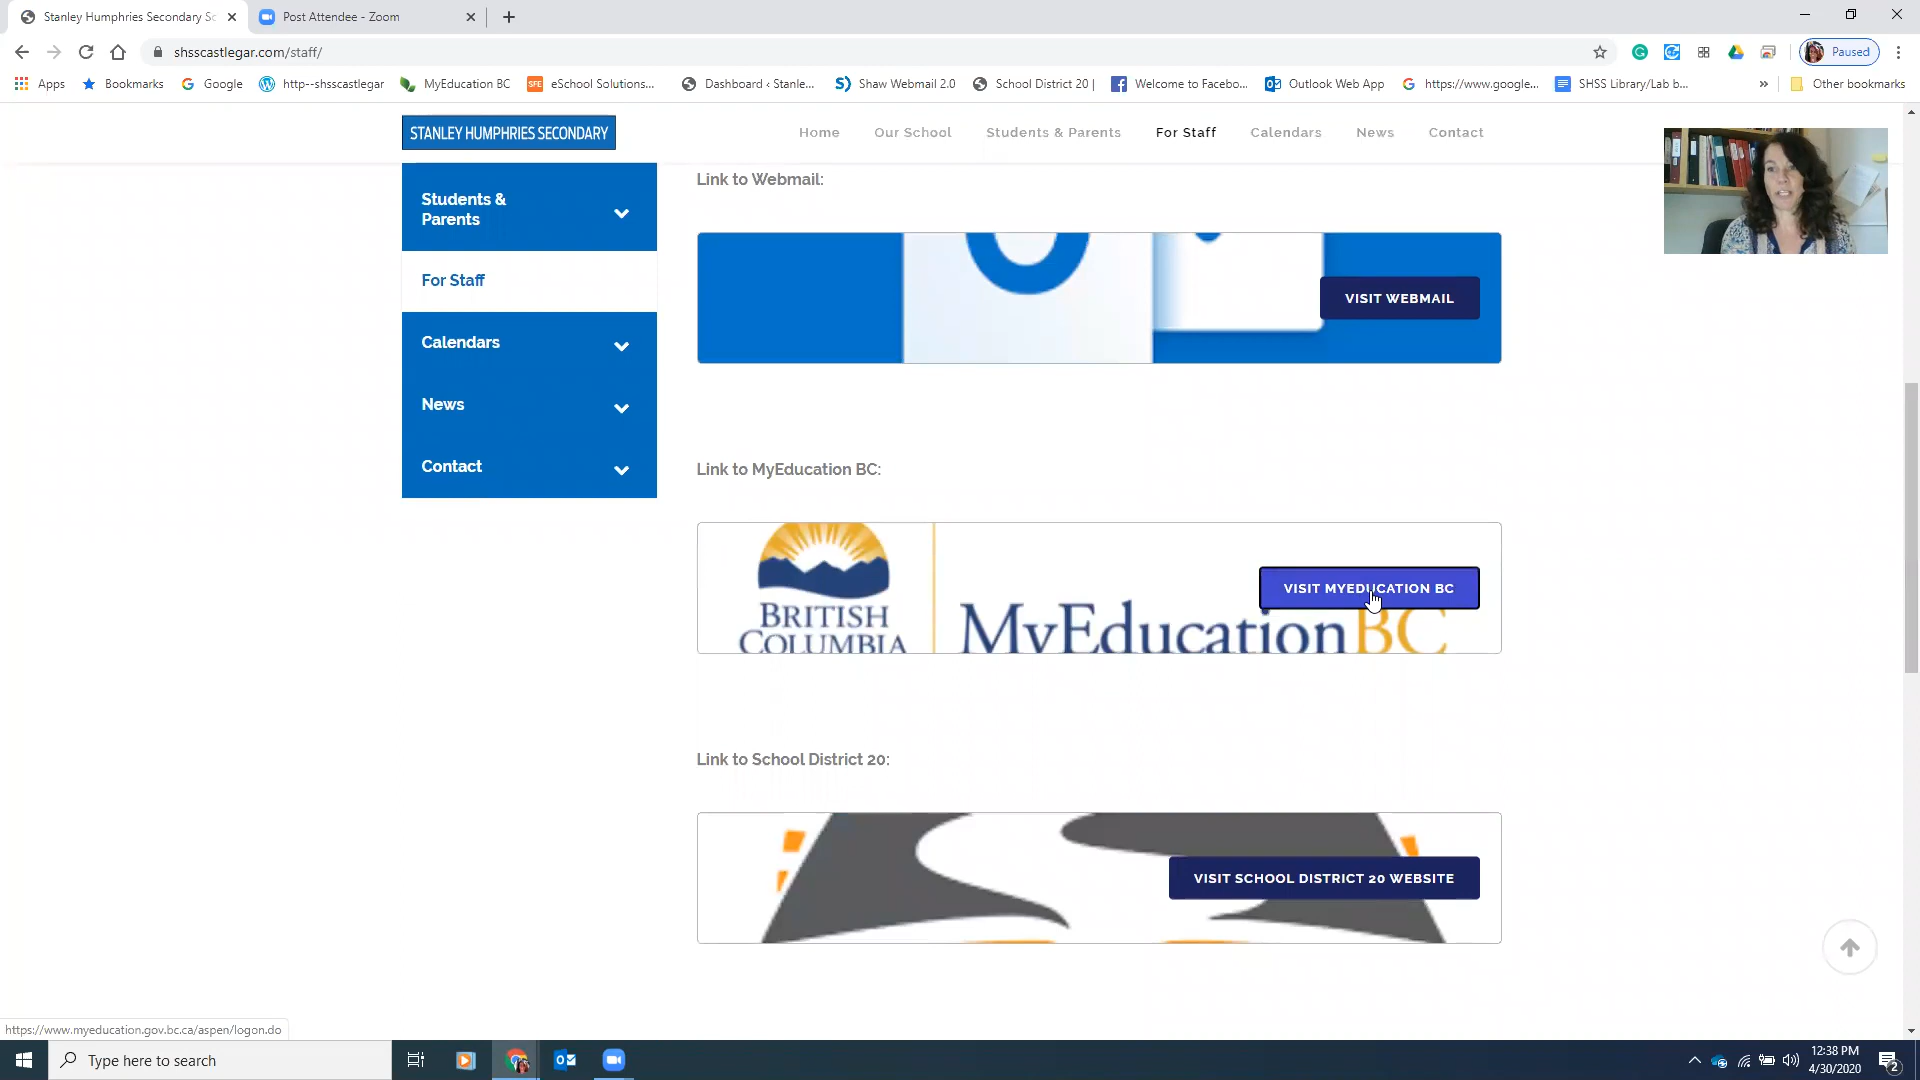 Stanley Humphries Secondary Sc
Post Attendee - Zoom
shsscastlegar.com/staff/
Paused
Apps
Bookmarks
Google
http--shsscastlegar
MyEducation BC
SFE
eSchool Solutions...
Dashboard ‹ Stanle...
Shaw Webmail 2.0
School District 20 |
Welcome to Facebo...
Outlook Web App
https://www.google...
SHSS Library/Lab b...
»
Other bookmarks
STANLEY HUMPHRIES SECONDARY
Home
Our School
Students & Parents
For Staff
Calendars
News
Contact
Students &
Parents
For Staff
Calendars
News
Contact
Link to Webmail:
VISIT WEBMAIL
Link to MyEducation BC:
BRITISH
COLUMBIA
MyEducationBC
VISIT MYEDUCATION BC
Link to School District 20:
VISIT SCHOOL DISTRICT 20 WEBSITE
https://www.myeducation.gov.bc.ca/aspen/logon.do
Type here to search
12:38 PM
4/30/2020
2